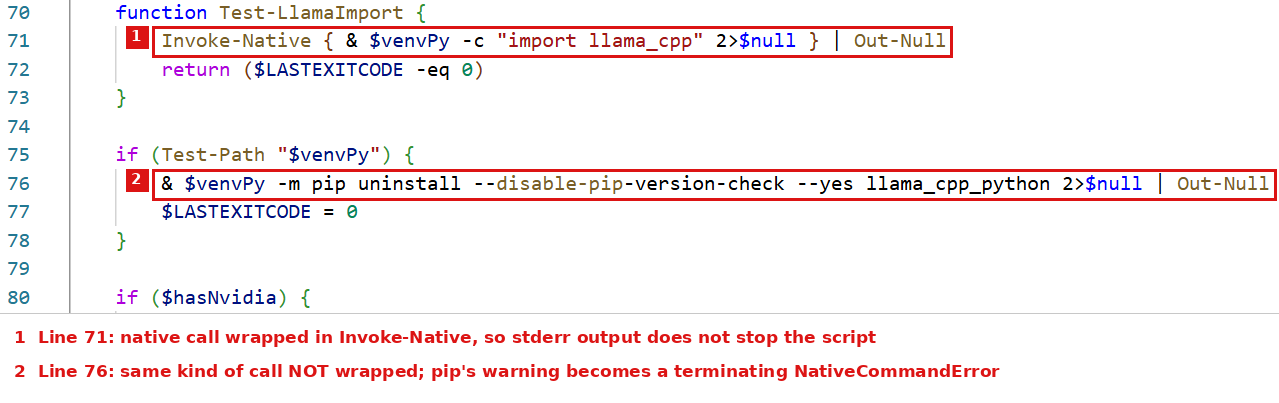 70 function Test-LlamaImport {
1
71 Invoke-Native { & $venvPy -c "import llama_cpp" 2>$null } | Out-Null
72 return ($LASTEXITCODE -eq 0)
73 }
74
75 if (Test-Path "$venvPy") {
2
76 & $venvPy -m pip uninstall --disable-pip-version-check --yes llama_cpp_python 2>$null | Out-Null
77 $LASTEXITCODE = 0
78 }
79
80 if ($hasNvidia) {
1 Line 71: native call wrapped in Invoke-Native, so stderr output does not stop the script
2 Line 76: same kind of call NOT wrapped; pip's warning becomes a terminating NativeCommandError